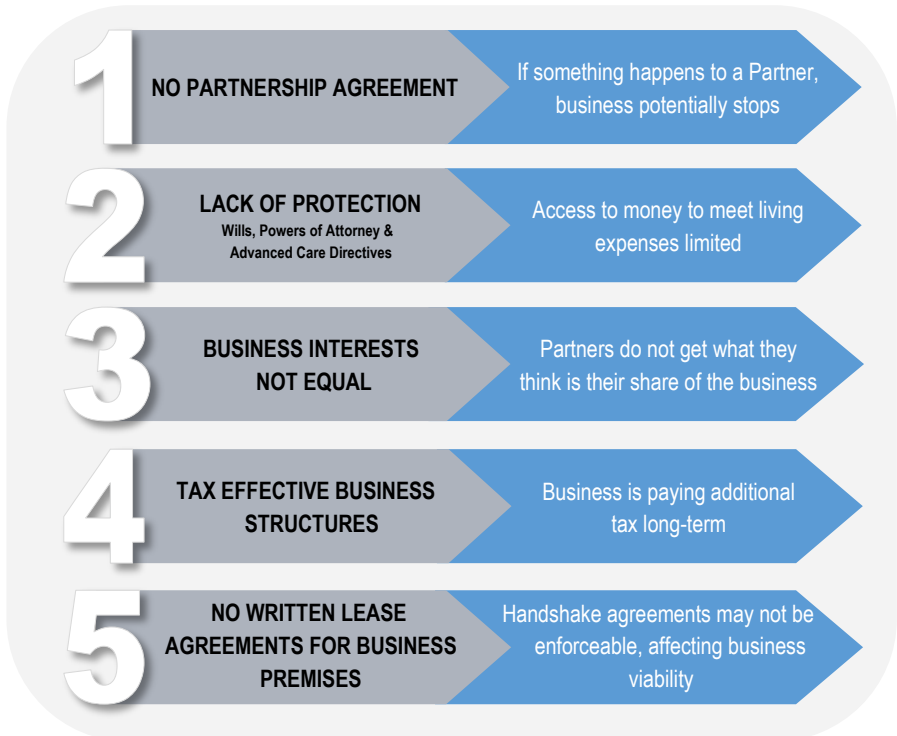 1
NO PARTNERSHIP AGREEMENT
If something happens to a Partner,
business potentially stops
2
LACK OF PROTECTION
Wills, Powers of Attorney &
Advanced Care Directives
Access to money to meet living
expenses limited
3
BUSINESS INTERESTS
NOT EQUAL
Partners do not get what they
think is their share of the business
4
TAX EFFECTIVE BUSINESS
STRUCTURES
Business is paying additional
tax long-term
5
NO WRITTEN LEASE
AGREEMENTS FOR BUSINESS
PREMISES
Handshake agreements may not be
enforceable, affecting business
viability